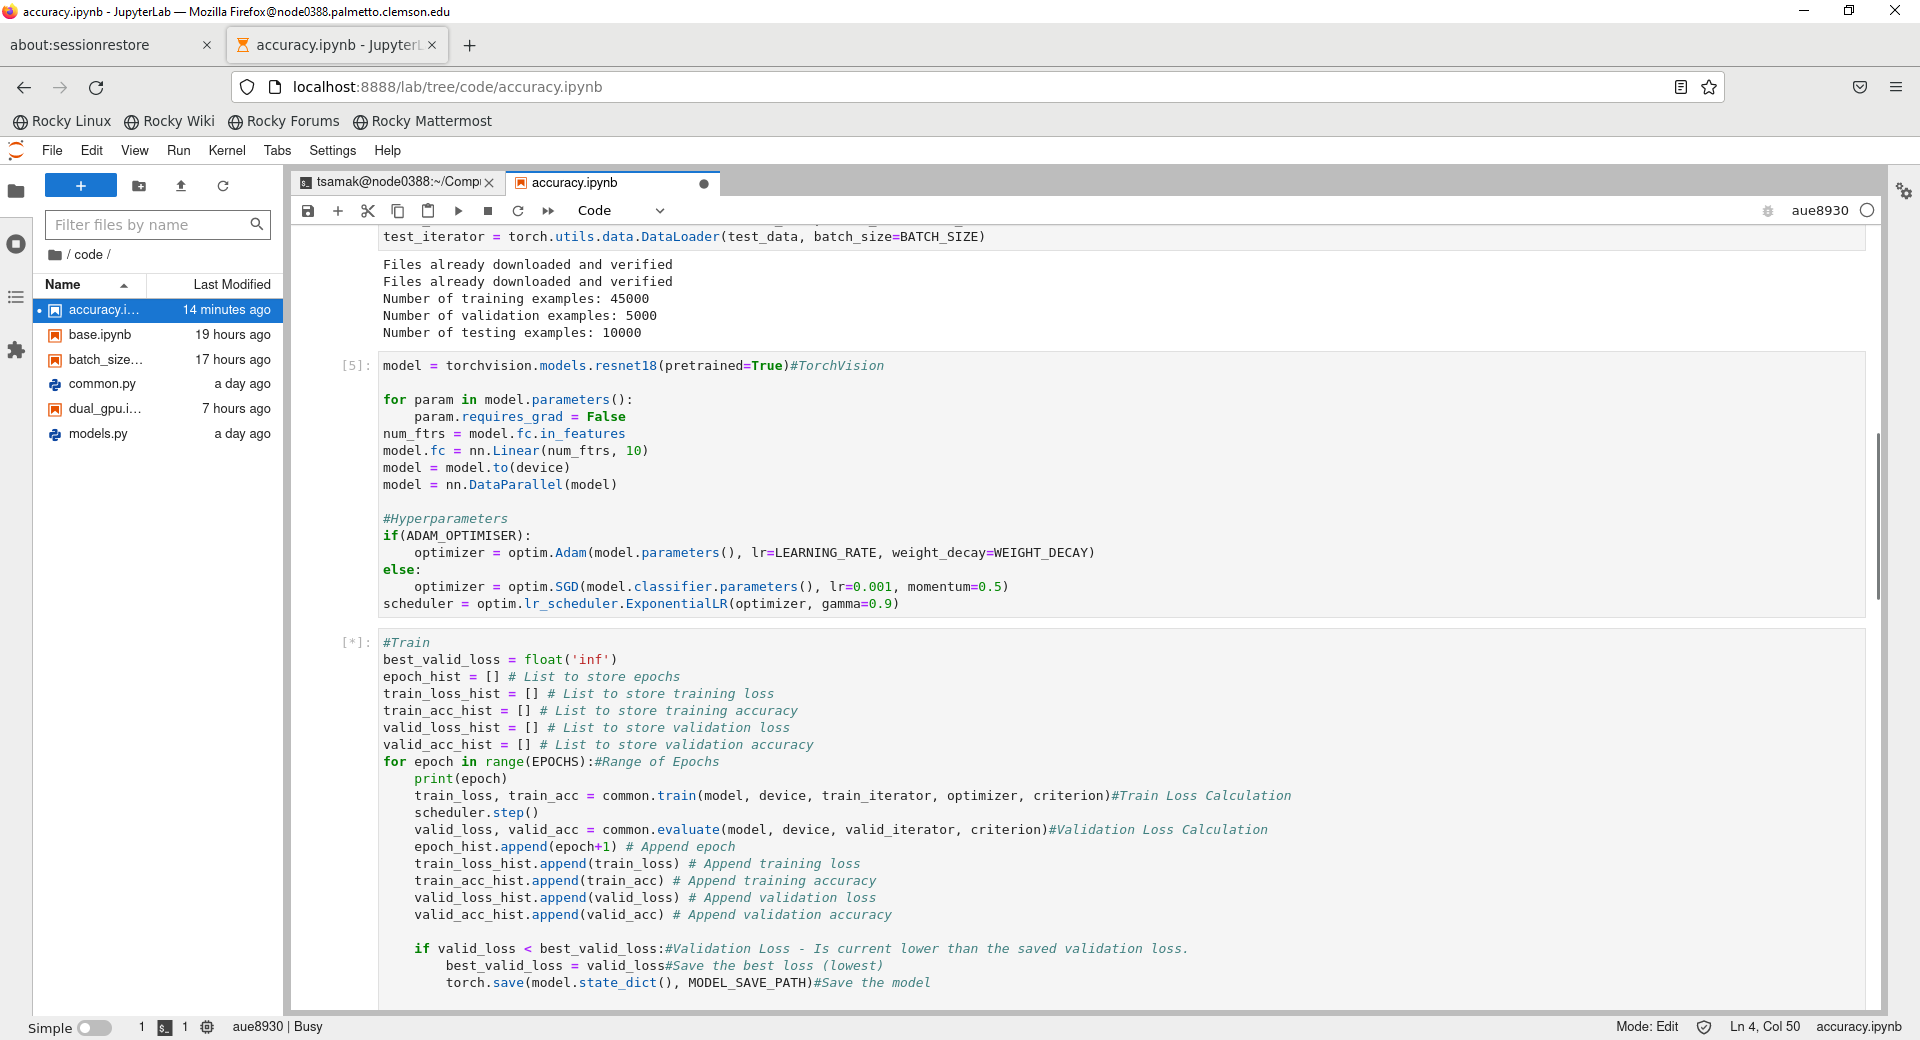 accuracy.ipynb - JupyterLab — Mozilla Firefox@node0388.palmetto.clemson.edu
about:sessionrestore
accuracy.ipynb - JupyterL
localhost:8888/lab/tree/code/accuracy.ipynb
Rocky Linux Rocky Wiki Rocky Forums Rocky Mattermost
File Edit View Run Kernel Tabs Settings Help
tsamak@node0388:~/Comp
accuracy.ipynb
Code
aue8930
Filter files by name
/ code /
Name Last Modified
accuracy.i... 14 minutes ago
base.ipynb 19 hours ago
batch_size... 17 hours ago
common.py a day ago
dual_gpu.i... 7 hours ago
models.py a day ago
test_iterator = torch.utils.data.DataLoader(test_data, batch_size=BATCH_SIZE)
Files already downloaded and verified
Files already downloaded and verified
Number of training examples: 45000
Number of validation examples: 5000
Number of testing examples: 10000
[5]: model = torchvision.models.resnet18(pretrained=True)#TorchVision
for param in model.parameters():
    param.requires_grad = False
num_ftrs = model.fc.in_features
model.fc = nn.Linear(num_ftrs, 10)
model = model.to(device)
model = nn.DataParallel(model)
#Hyperparameters
if(ADAM_OPTIMISER):
    optimizer = optim.Adam(model.parameters(), lr=LEARNING_RATE, weight_decay=WEIGHT_DECAY)
else:
    optimizer = optim.SGD(model.classifier.parameters(), lr=0.001, momentum=0.5)
scheduler = optim.lr_scheduler.ExponentialLR(optimizer, gamma=0.9)
[*]: #Train
best_valid_loss = float('inf')
epoch_hist = [] # List to store epochs
train_loss_hist = [] # List to store training loss
train_acc_hist = [] # List to store training accuracy
valid_loss_hist = [] # List to store validation loss
valid_acc_hist = [] # List to store validation accuracy
for epoch in range(EPOCHS):#Range of Epochs
    print(epoch)
    train_loss, train_acc = common.train(model, device, train_iterator, optimizer, criterion)#Train Loss Calculation
    scheduler.step()
    valid_loss, valid_acc = common.evaluate(model, device, valid_iterator, criterion)#Validation Loss Calculation
    epoch_hist.append(epoch+1) # Append epoch
    train_loss_hist.append(train_loss) # Append training loss
    train_acc_hist.append(train_acc) # Append training accuracy
    valid_loss_hist.append(valid_loss) # Append validation loss
    valid_acc_hist.append(valid_acc) # Append validation accuracy
    if valid_loss < best_valid_loss:#Validation Loss - Is current lower than the saved validation loss.
        best_valid_loss = valid_loss#Save the best loss (lowest)
        torch.save(model.state_dict(), MODEL_SAVE_PATH)#Save the model
Simple 1 1 aue8930 | Busy
Mode: Edit Ln 4, Col 50 accuracy.ipynb